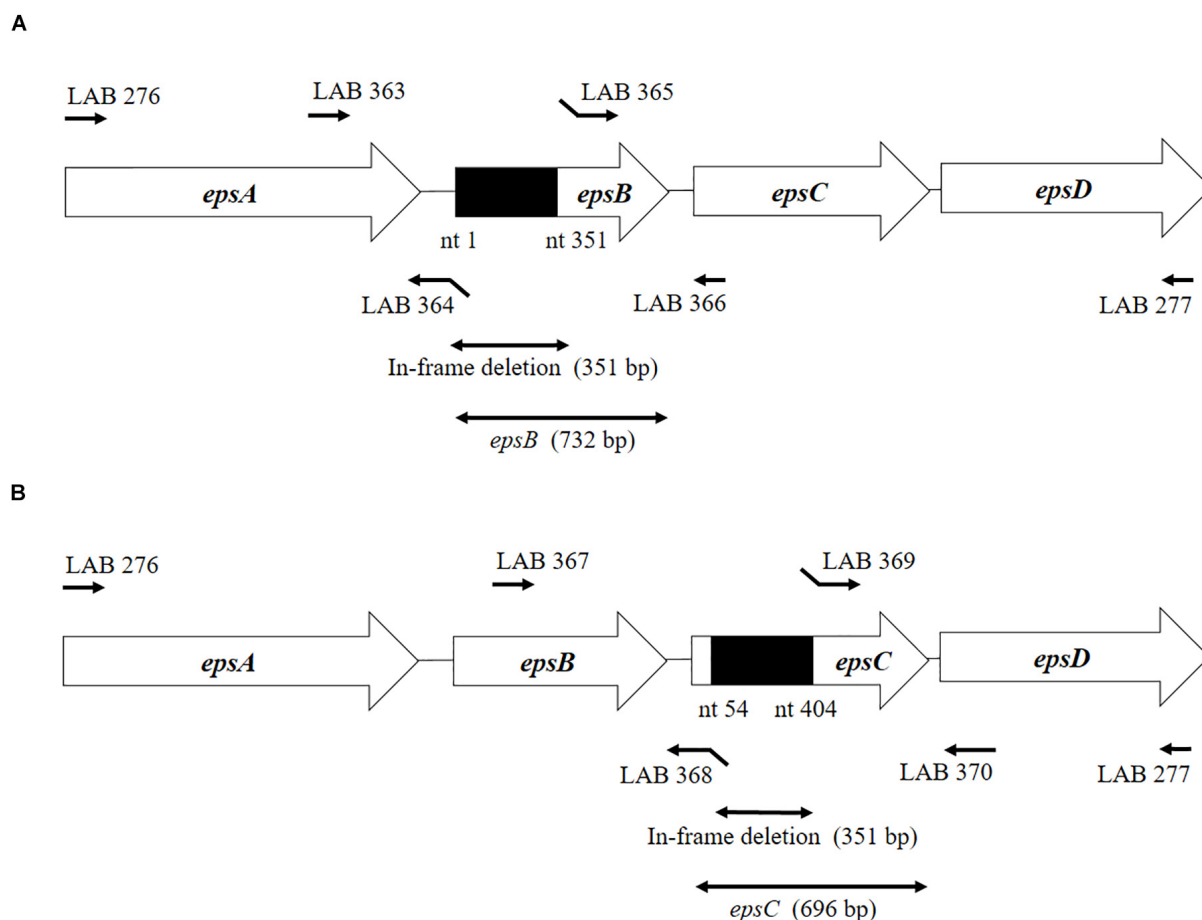 A
LAB 276
LAB 363
LAB 365
epsA
epsB
epsC
epsD
nt 1
nt 351
LAB 364
LAB 366
LAB 277
In-frame deletion (351 bp)
epsB (732 bp)
B
LAB 276
LAB 367
LAB 369
epsA
epsB
epsC
epsD
nt 54
nt 404
LAB 368
LAB 370
LAB 277
In-frame deletion (351 bp)
epsC (696 bp)